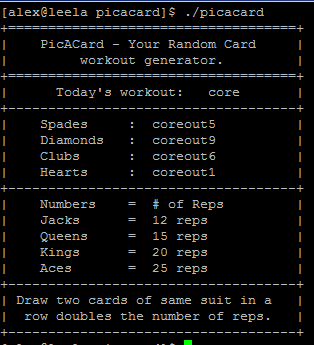 [alex@leela picacard]$ ./picacard
+====================================+
| PicACard - Your Random Card |
| workout generator. |
+====================================+
| Today's workout: core |
+------------------------------------+
| Spades : coreout5 |
| Diamonds : coreout9 |
| Clubs : coreout6 |
| Hearts : coreout1 |
+------------------------------------+
| Numbers = # of Reps |
| Jacks = 12 reps |
| Queens = 15 reps |
| Kings = 20 reps |
| Aces = 25 reps |
+------------------------------------+
| Draw two cards of same suit in a |
| row doubles the number of reps. |
+------------------------------------+